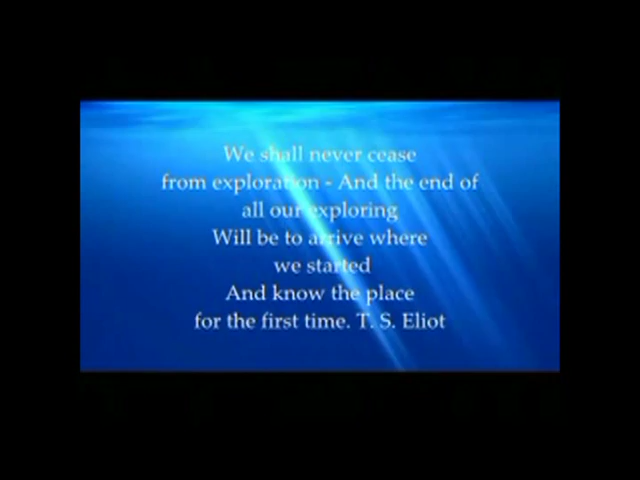 We shall never cease
from exploration - And the end of
all our exploring
Will be to arrive where
we started
And know the place
for the first time. T. S. Eliot